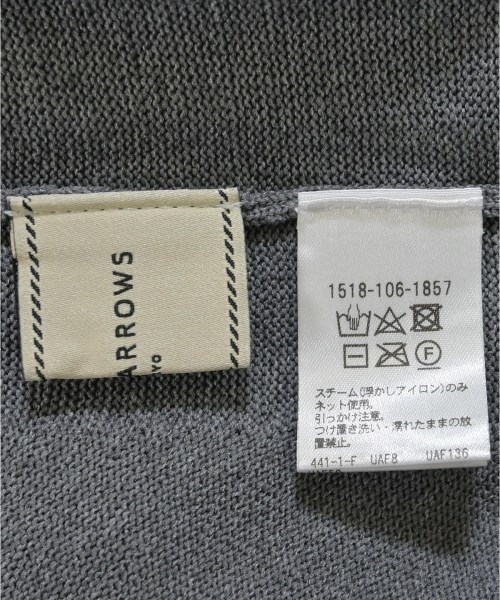 ARROWS
1518-106-1857
F
スチーム(浮かしアイロン)のみ
ネット使用。
引っかけ注意。
つけ置き洗い・濡れたままの放
置禁止。
441-1-F UAF8 UAF136